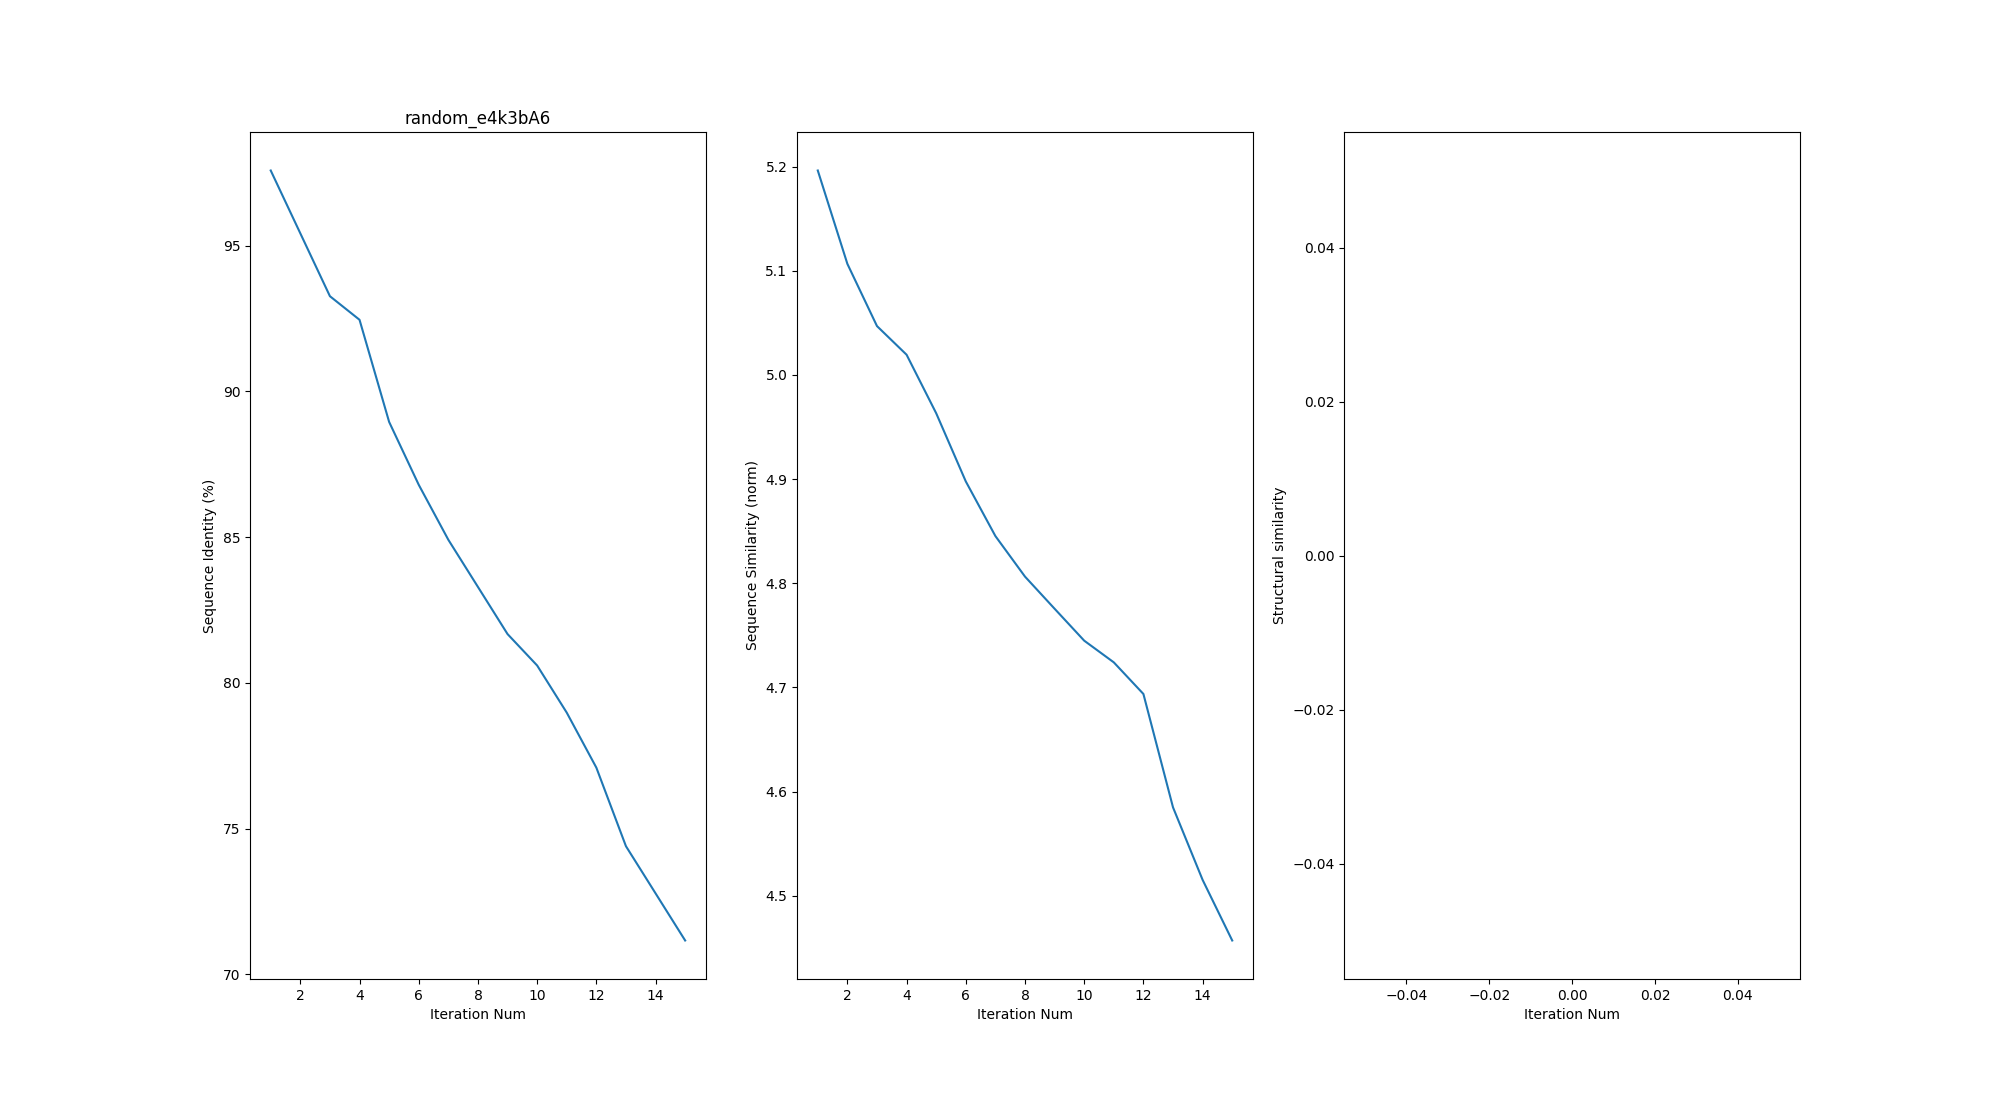 random_e4k3bA6
Sequence Identity (%)
95
90
85
80
75
70
2 4 6 8 10 12 14
Iteration Num
Sequence Similarity (norm)
5.2
5.1
5.0
4.9
4.8
4.7
4.6
4.5
2 4 6 8 10 12 14
Iteration Num
Structural similarity
0.04
0.02
0.00
−0.02
−0.04
−0.04 −0.02 0.00 0.02 0.04
Iteration Num